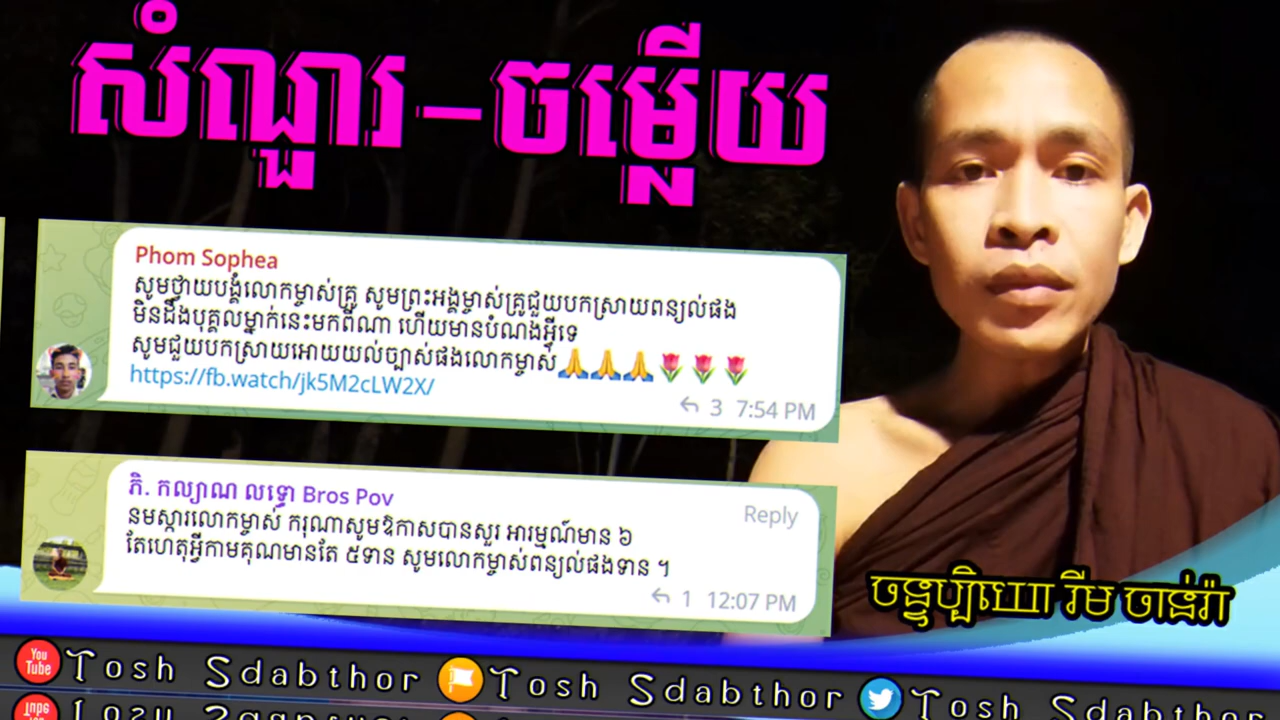 សំណួរ-ចម្លើយ
Phom Sophea
សូមថ្វាយបង្គំលោកម្ចាស់គ្រូ សូមព្រះអង្គម្ចាស់គ្រូជួយបកស្រាយពន្យល់ផង
មិនដឹងបុគ្គលម្នាក់នេះមកពីណា ហើយមានបំណងអ្វីទេ
សូមជួយបកស្រាយអោយយល់ច្បាស់ផងលោកម្ចាស់🙏🙏🙏🌷🌷🌷
https://fb.watch/jk5M2cLW2X/
3 7:54 PM
ភិ. កល្យាណ លទ្ធោ Bros Pov
Reply
នមស្ការលោកម្ចាស់ ករុណាសូមឱកាសបានសួរ អារម្មណ៍មាន ៦
តែហេតុអ្វីកាមគុណមានតែ ៥ទាន សូមលោកម្ចាស់ពន្យល់ផងទាន ។
1 12:07 PM
ចន្ទប្បិយោ រីម ចាន់រ៉ា
You Tube Tosh Sdabthor Tosh Sdabthor Tosh Sdabthor